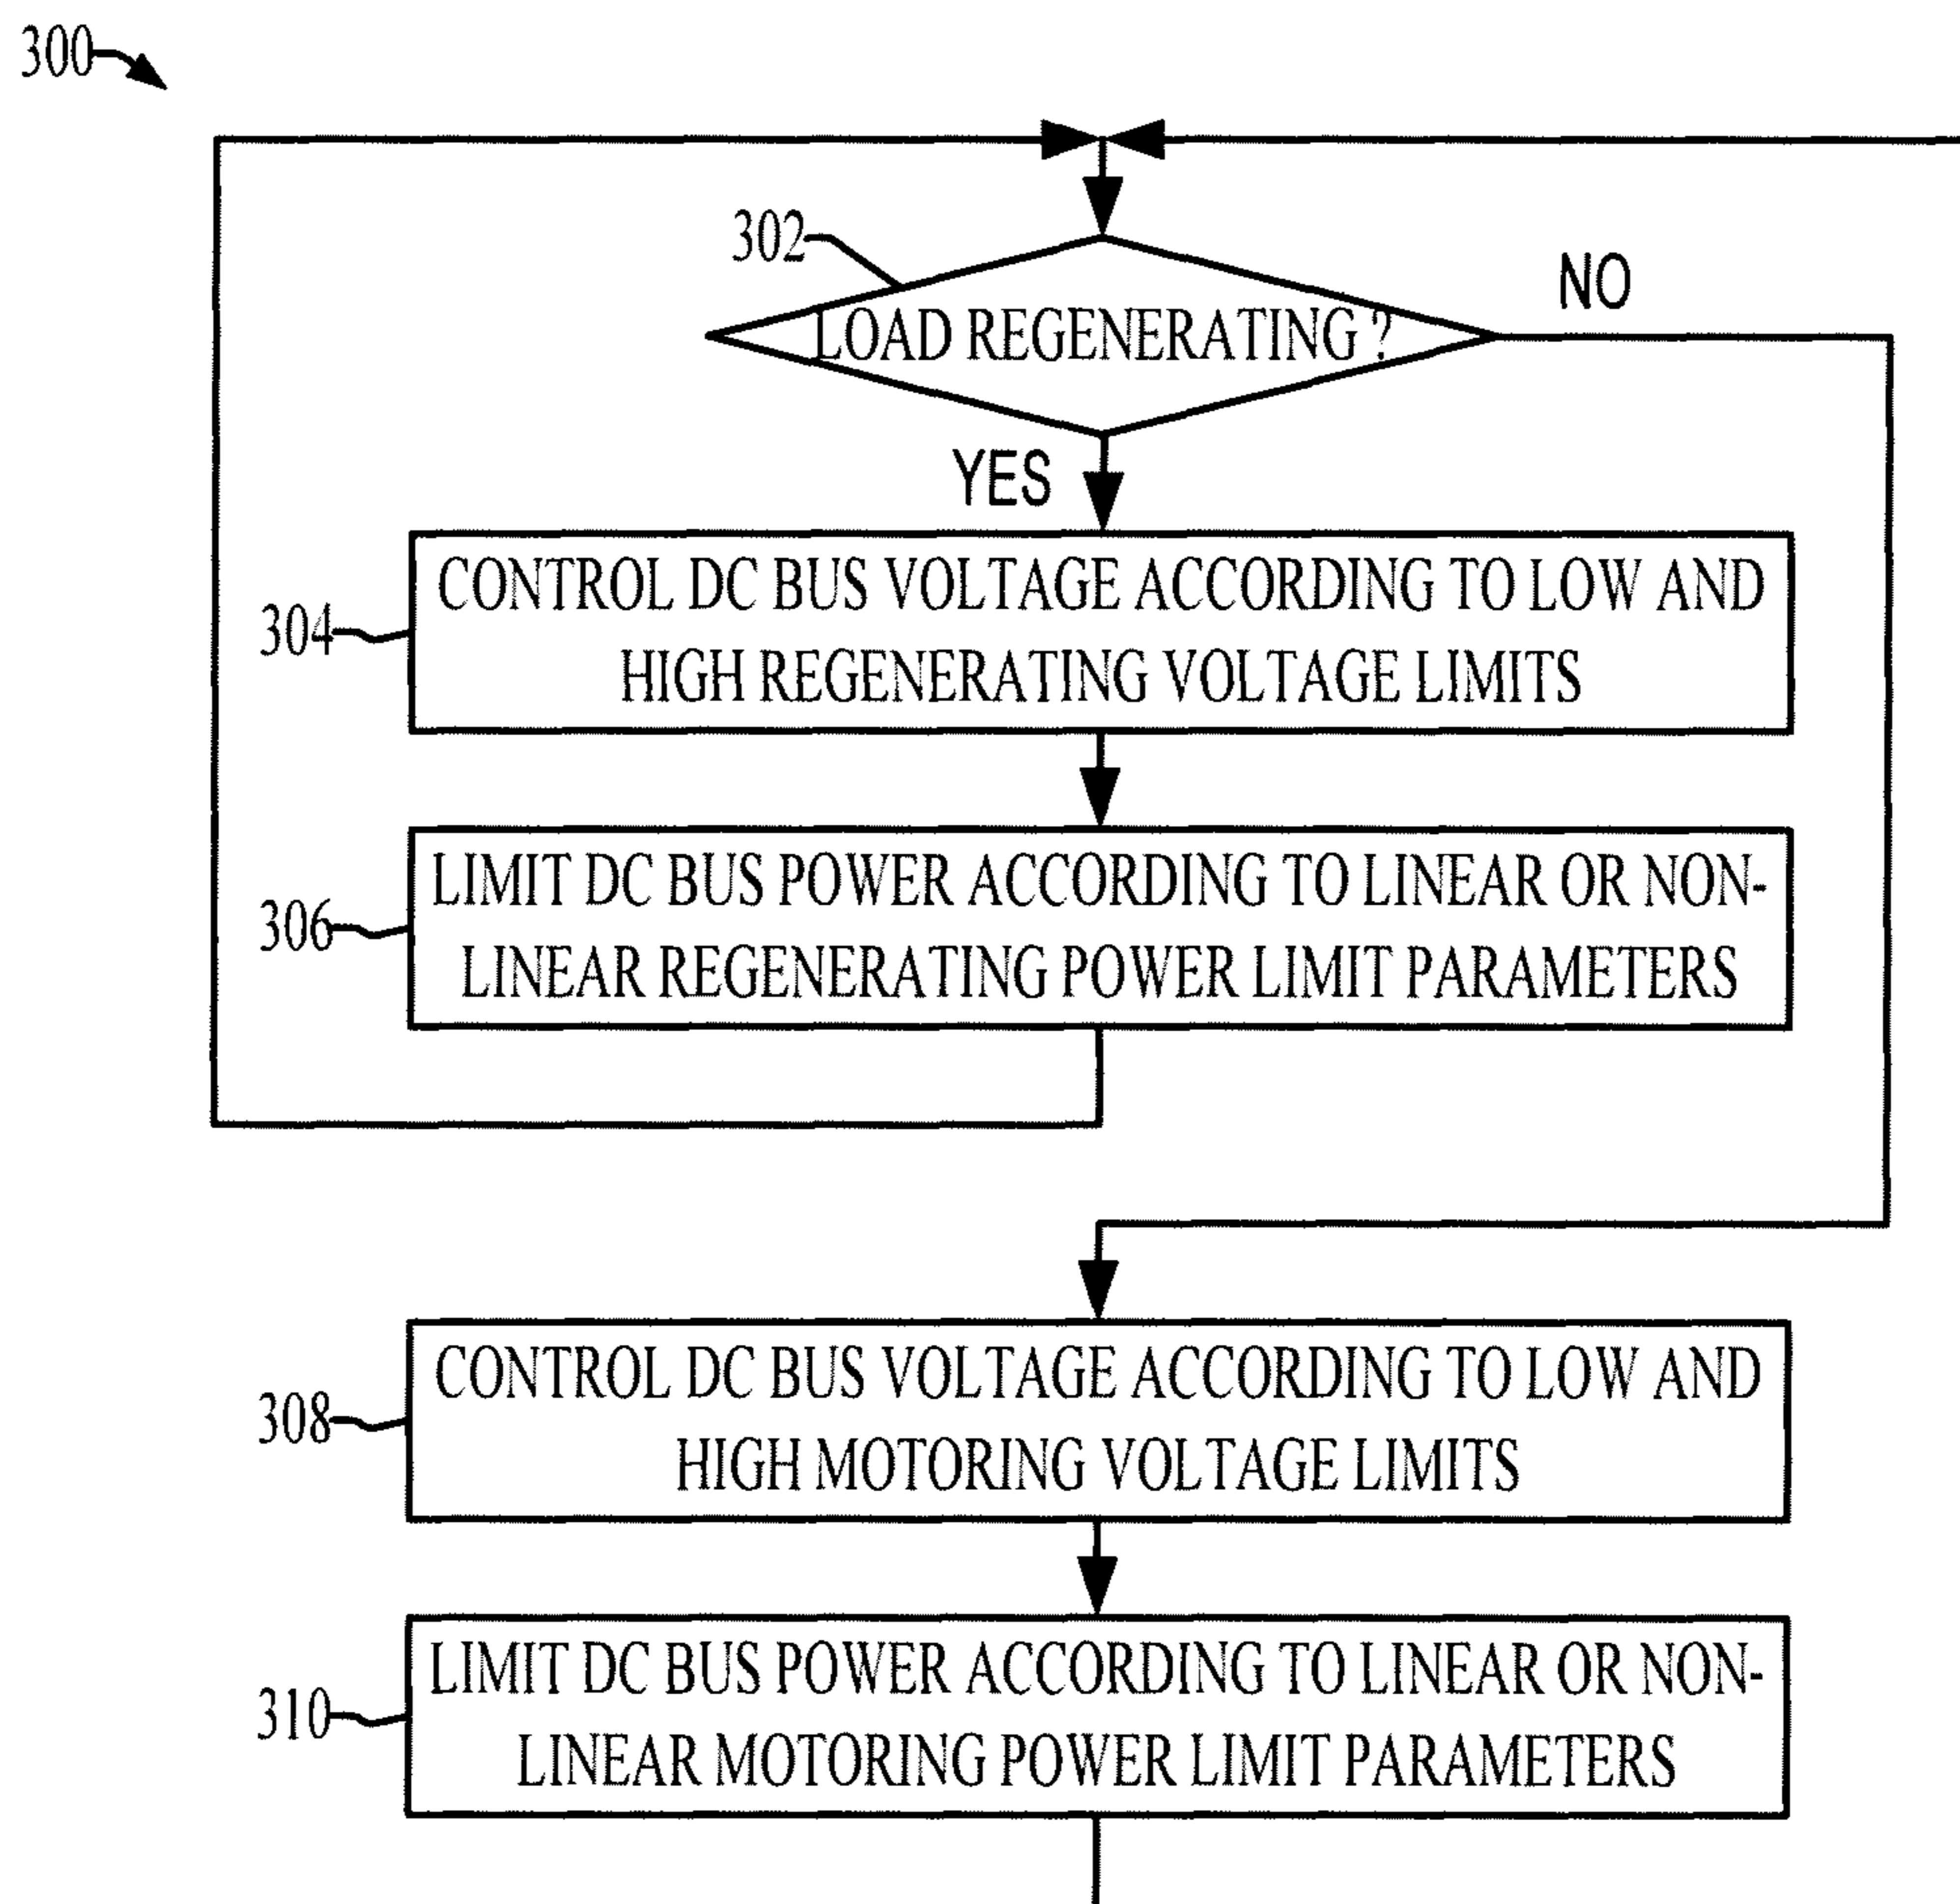 300
302
LOAD REGENERATING ?
NO
YES
304
CONTROL DC BUS VOLTAGE ACCORDING TO LOW AND
HIGH REGENERATING VOLTAGE LIMITS
306
LIMIT DC BUS POWER ACCORDING TO LINEAR OR NON-
LINEAR REGENERATING POWER LIMIT PARAMETERS
308
CONTROL DC BUS VOLTAGE ACCORDING TO LOW AND
HIGH MOTORING VOLTAGE LIMITS
310
LIMIT DC BUS POWER ACCORDING TO LINEAR OR NON-
LINEAR MOTORING POWER LIMIT PARAMETERS